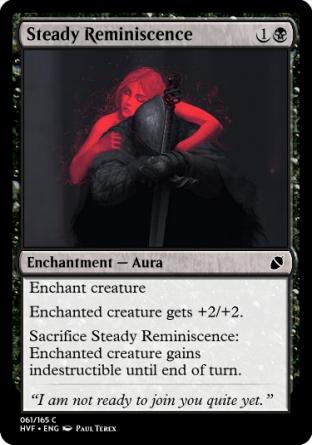 Steady Reminiscence 1
Enchantment — Aura
Enchant creature
Enchanted creature gets +2/+2.
Sacrifice Steady Reminiscence:
Enchanted creature gains
indestructible until end of turn.
“I am not ready to join you quite yet.”
061/165 C
HVF • ENG PAUL TEREX